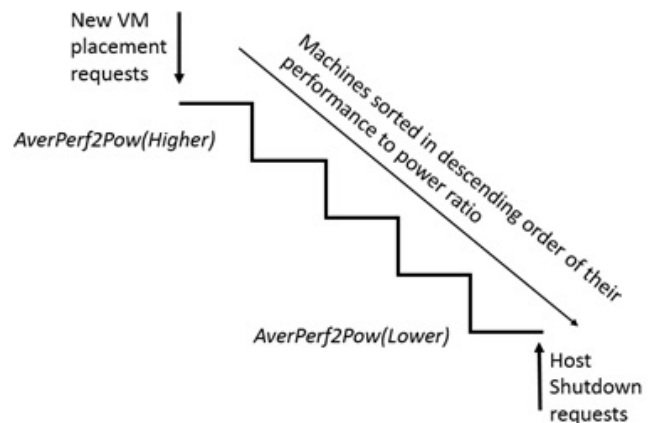 New VM
placement
requests
Machines sorted in descending order of their
performance to power ratio
AverPerf2Pow(Higher)
AverPerf2Pow(Lower)
Host
Shutdown
requests